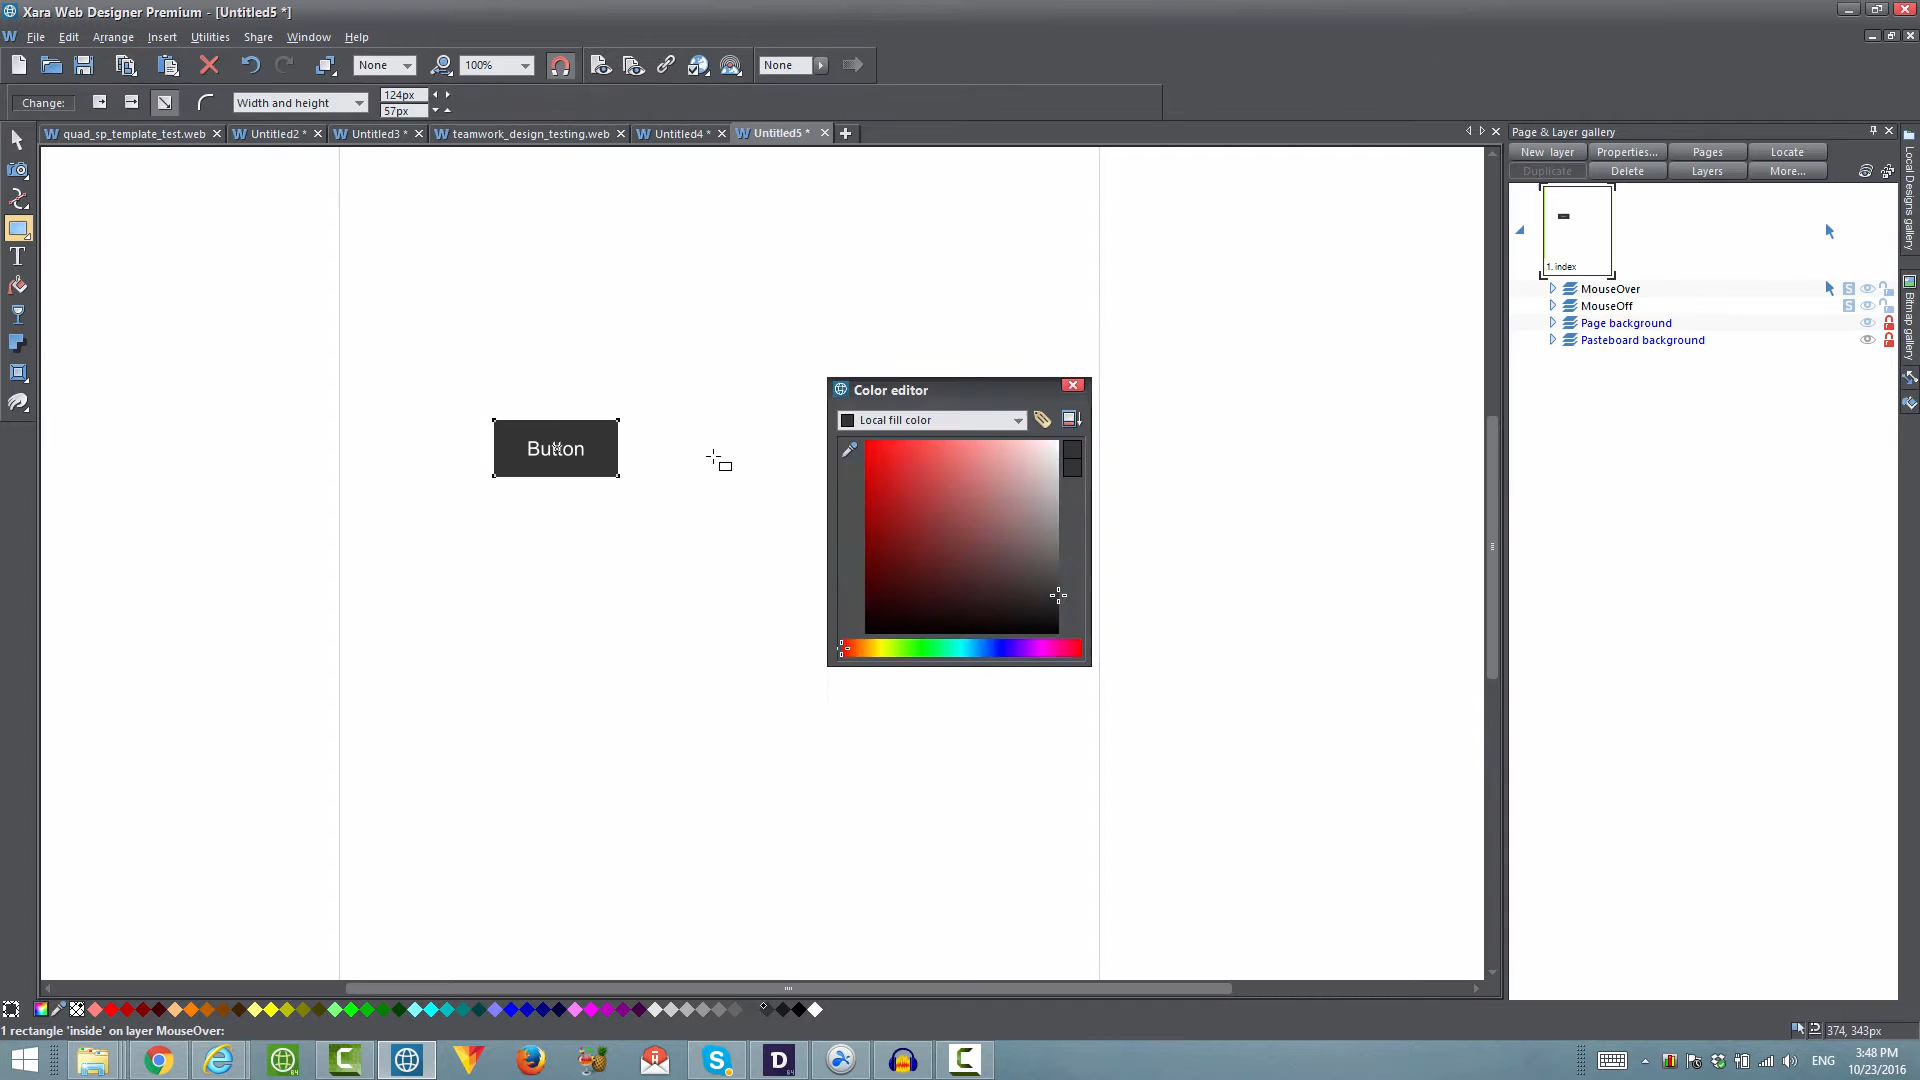 Xara Web Designer Premium - [Untitled5 *]
File Edit Arrange Insert Utilities Share Window Help
None 100% None
Change: Width and height 124px
57px
quad_sp_template_test.web Untitled2 * Untitled3 * teamwork_design_testing.web Untitled4 * Untitled5 *
Page & Layer gallery
New layer Properties... Pages Locate
Duplicate Delete Layers More...
1. index
MouseOver S
MouseOff S
Page background
Pasteboard background
Local Designs gallery
Bitmap gallery
Button
Color editor
Local fill color
1 rectangle 'inside' on layer MouseOver:
374, 343px
ENG
3:48 PM
10/23/2016